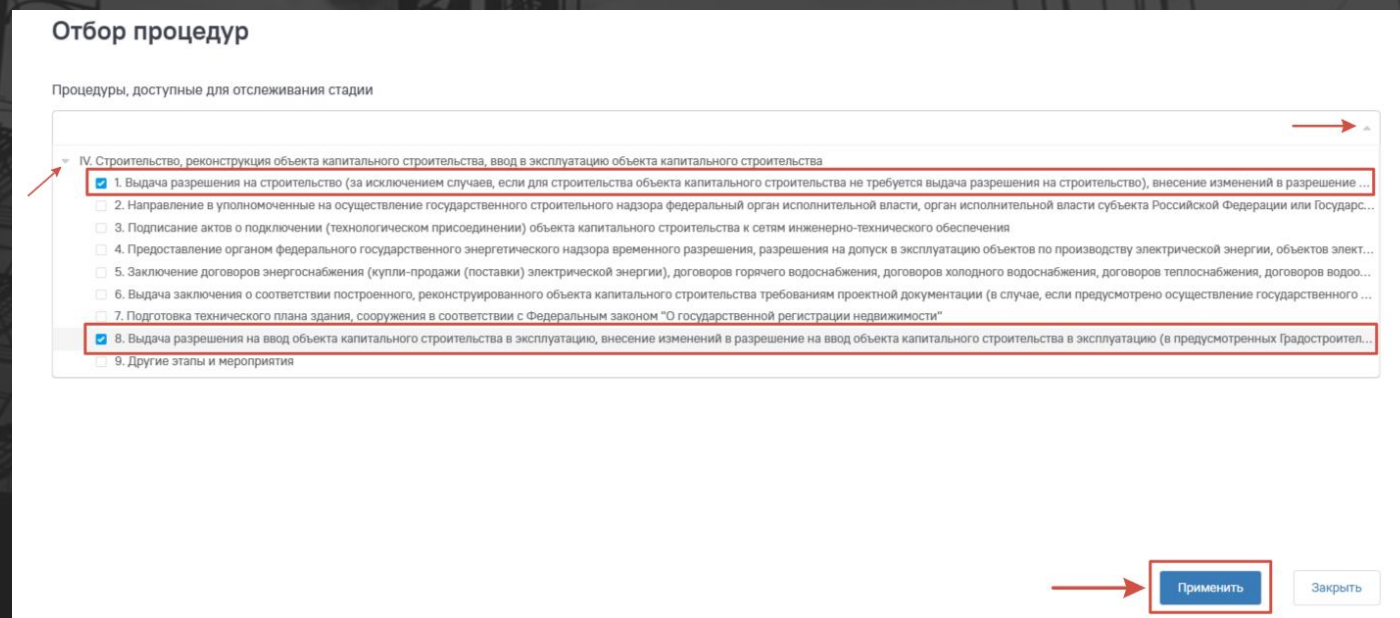 Отбор процедур
Процедуры, доступные для отслеживания стадии
IV. Строительство, реконструкция объекта капитального строительства, ввод в эксплуатацию объекта капитального строительства
1. Выдача разрешения на строительство (за исключением случаев, если для строительства объекта капитального строительства не требуется выдача разрешения на строительство), внесение изменений в разрешение ...
2. Направление в уполномоченные на осуществление государственного строительного надзора федеральный орган исполнительной власти, орган исполнительной власти субъекта Российской Федерации или Государс...
3. Подписание актов о подключении (технологическом присоединении) объекта капитального строительства к сетям инженерно-технического обеспечения
4. Предоставление органом федерального государственного энергетического надзора временного разрешения, разрешения на допуск в эксплуатацию объектов по производству электрической энергии, объектов элект...
5. Заключение договоров энергоснабжения (купли-продажи (поставки) электрической энергии), договоров горячего водоснабжения, договоров холодного водоснабжения, договоров теплоснабжения, договоров водоо...
6. Выдача заключения о соответствии построенного, реконструированного объекта капитального строительства требованиям проектной документации (в случае, если предусмотрено осуществление государственного ...
7. Подготовка технического плана здания, сооружения в соответствии с Федеральным законом "О государственной регистрации недвижимости"
8. Выдача разрешения на ввод объекта капитального строительства в эксплуатацию, внесение изменений в разрешение на ввод объекта капитального строительства в эксплуатацию (в предусмотренных Градостроител...
9. Другие этапы и мероприятия
Применить
Закрыть